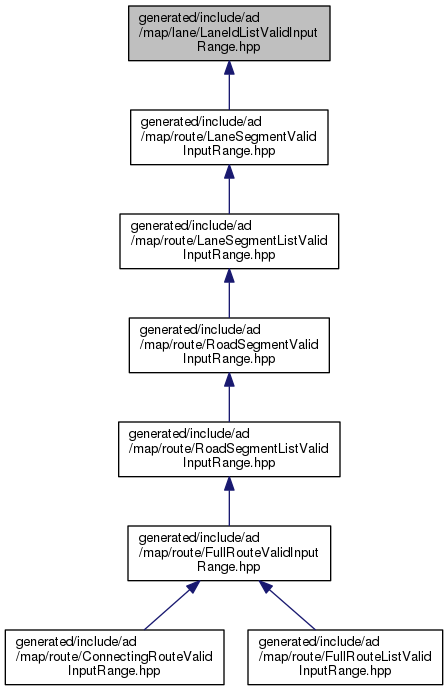 generated/include/ad
/map/lane/LaneIdListValidInput
Range.hpp
generated/include/ad
/map/route/LaneSegmentValid
InputRange.hpp
generated/include/ad
/map/route/LaneSegmentListValid
InputRange.hpp
generated/include/ad
/map/route/RoadSegmentValid
InputRange.hpp
generated/include/ad
/map/route/RoadSegmentListValid
InputRange.hpp
generated/include/ad
/map/route/FullRouteValidInput
Range.hpp
generated/include/ad
/map/route/ConnectingRouteValid
InputRange.hpp
generated/include/ad
/map/route/FullRouteListValid
InputRange.hpp